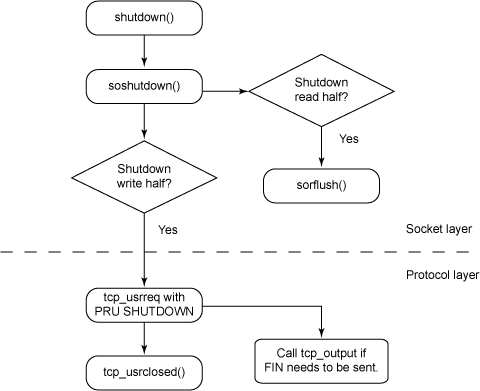 shutdown()
soshutdown()
Shutdown
read half?
Yes
sorflush()
Shutdown
write half?
Yes
Socket layer
Protocol layer
tcp_usrreq with
PRU SHUTDOWN
Call tcp_output if
FIN needs to be sent.
tcp_usrclosed()